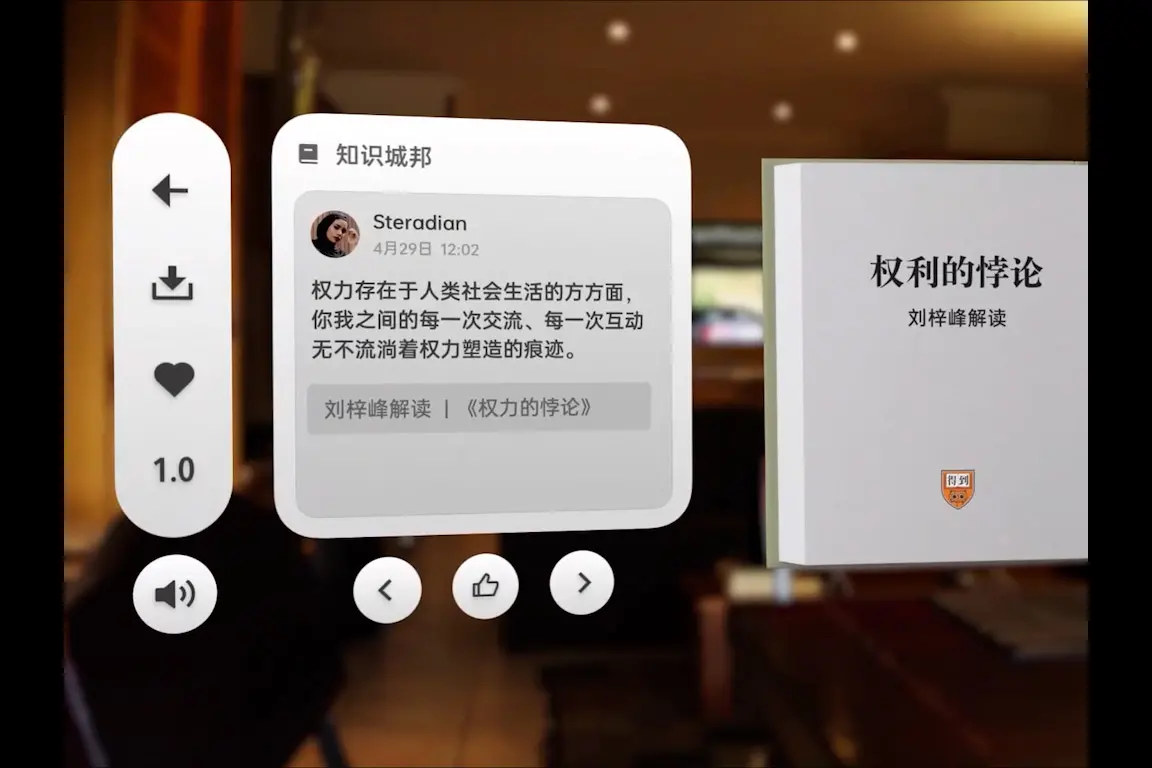 知识城邦
Steradian
4月29日 12:02
权力存在于人类社会生活的方方面，
你我之间的每一次交流、每一次互动
无不流淌着权力塑造的痕迹。
刘梓峰解读 | 《权力的悖论》
1.0
权利的悖论
刘梓峰解读
得到